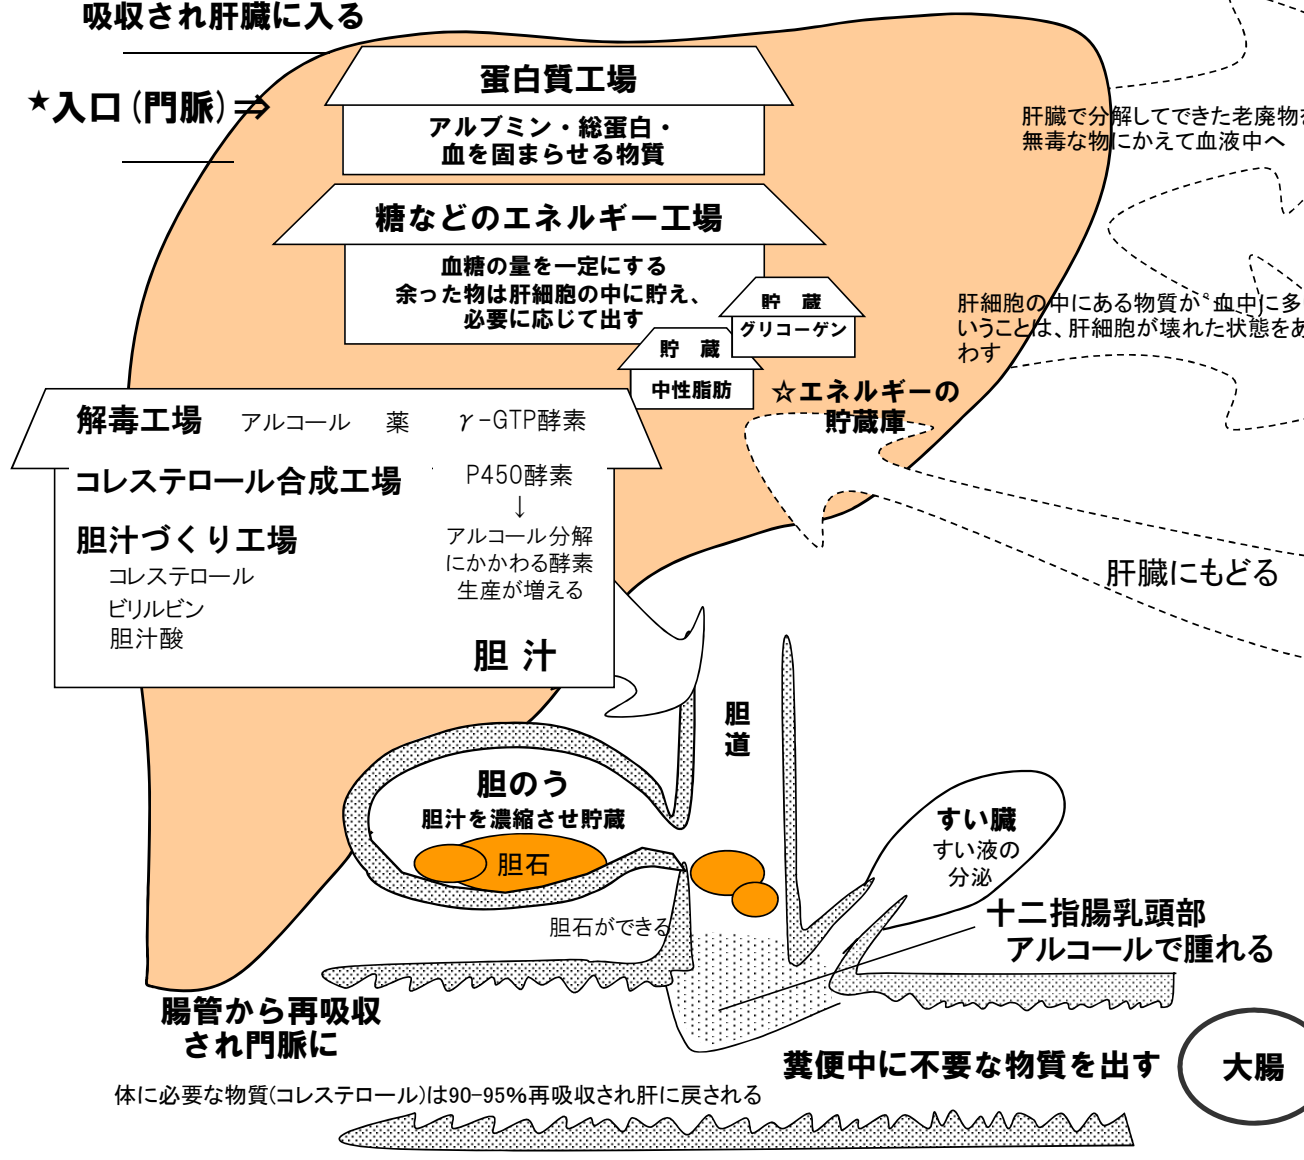 吸収され肝臓に入る
★入口(門脈)⇒
蛋白質工場
アルブミン・総蛋白・
血を固まらせる物質
糖などのエネルギー工場
血糖の量を一定にする
余った物は肝細胞の中に貯え、
必要に応じて出す
貯 蔵
グリコーゲン
貯 蔵
中性脂肪
☆エネルギーの
貯蔵庫
肝臓で分解してできた老廃物を
無毒な物にかえて血液中へ
肝細胞の中にある物質が血中に多
いうことは、肝細胞が壊れた状態をあ
わす
解毒工場 アルコール 薬 γ-GTP酵素
コレステロール合成工場
P450酵素
↓
アルコール分解
にかかわる酵素
生産が増える
胆汁づくり工場
コレステロール
ビリルビン
胆汁酸
胆 汁
肝臓にもどる
胆
道
胆のう
胆汁を濃縮させ貯蔵
胆石
胆石ができる
すい臓
すい液の
分泌
十二指腸乳頭部
アルコールで腫れる
腸管から再吸収
され門脈に
糞便中に不要な物質を出す
大腸
体に必要な物質(コレステロール)は90-95%再吸収され肝に戻される